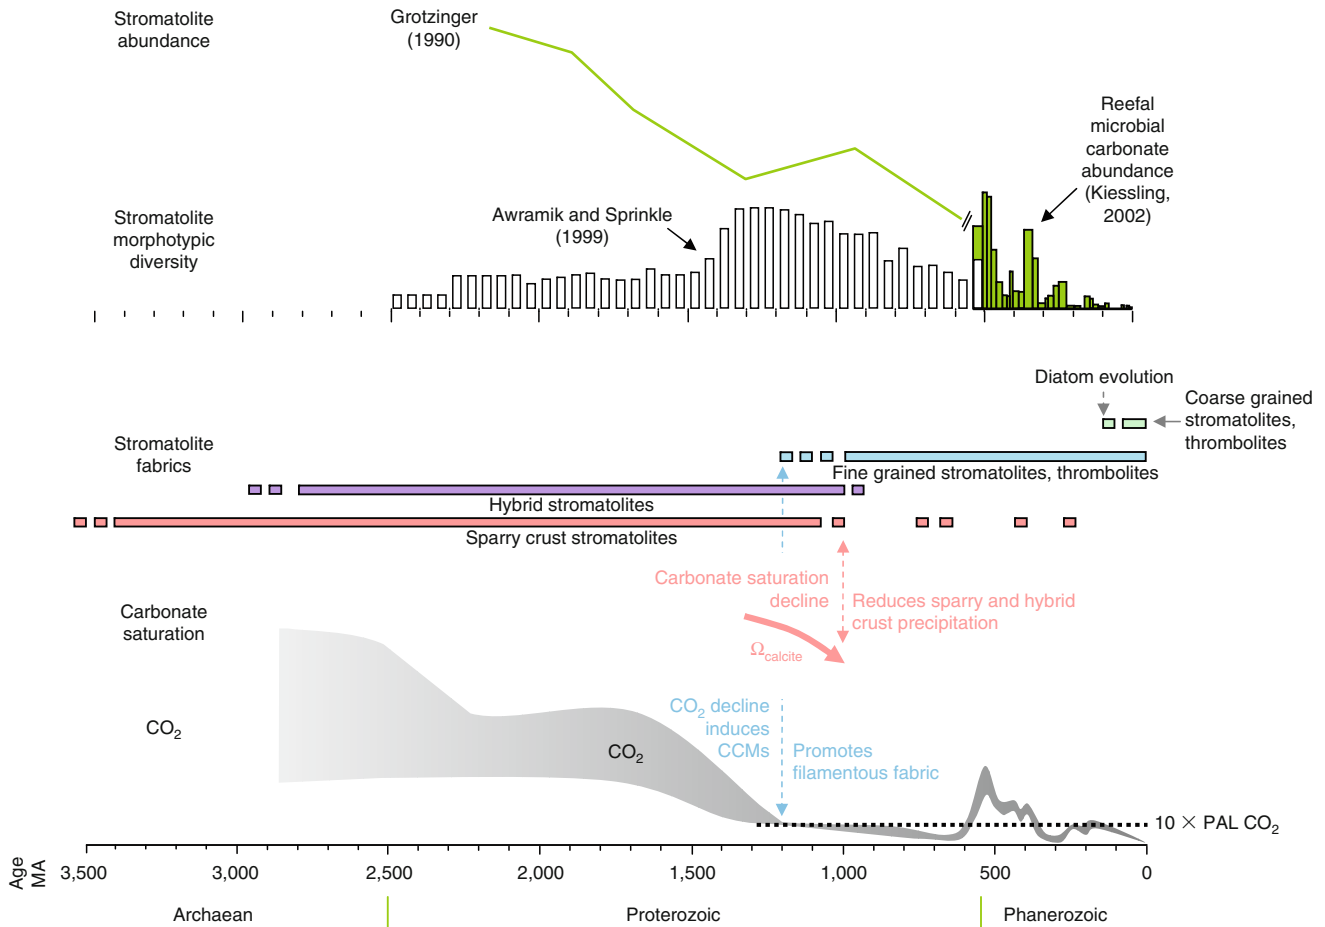 Stromatolite
abundance
Grotzinger
(1990)
Reefal
microbial
carbonate
abundance
(Kiessling,
2002)
Stromatolite
morphotypic
diversity
Awramik and Sprinkle
(1999)
Diatom evolution
Coarse grained
stromatolites,
thrombolites
Stromatolite
fabrics
Fine grained stromatolites, thrombolites
Hybrid stromatolites
Sparry crust stromatolites
Carbonate saturation
decline
Reduces sparry and hybrid
crust precipitation
Carbonate
saturation
Ωcalcite
CO2 decline
induces
CCMs
Promotes
filamentous fabric
CO2
CO2
10 × PAL CO2
Age
MA
3,500 3,000 2,500 2,000 1,500 1,000 500 0
Archaean Proterozoic Phanerozoic